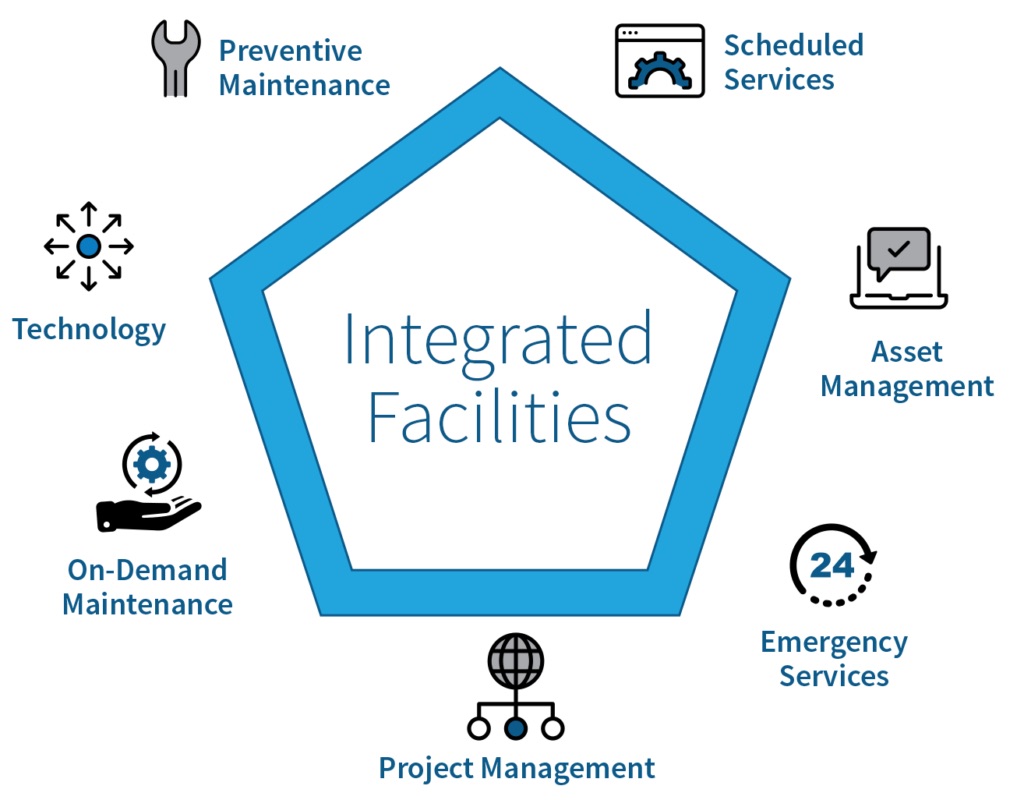 Preventive
Maintenance
Scheduled
Services
Technology
Integrated
Facilities
Asset
Management
On-Demand
Maintenance
24
Emergency
Services
Project Management